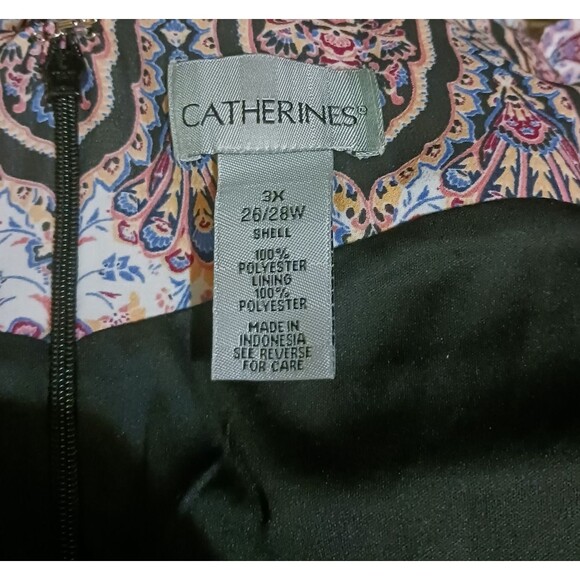 CATHERINES®
3X
26/28W
SHELL
100%
POLYESTER
LINING
100%
POLYESTER
MADE IN
INDONESIA
SEE REVERSE
FOR CARE